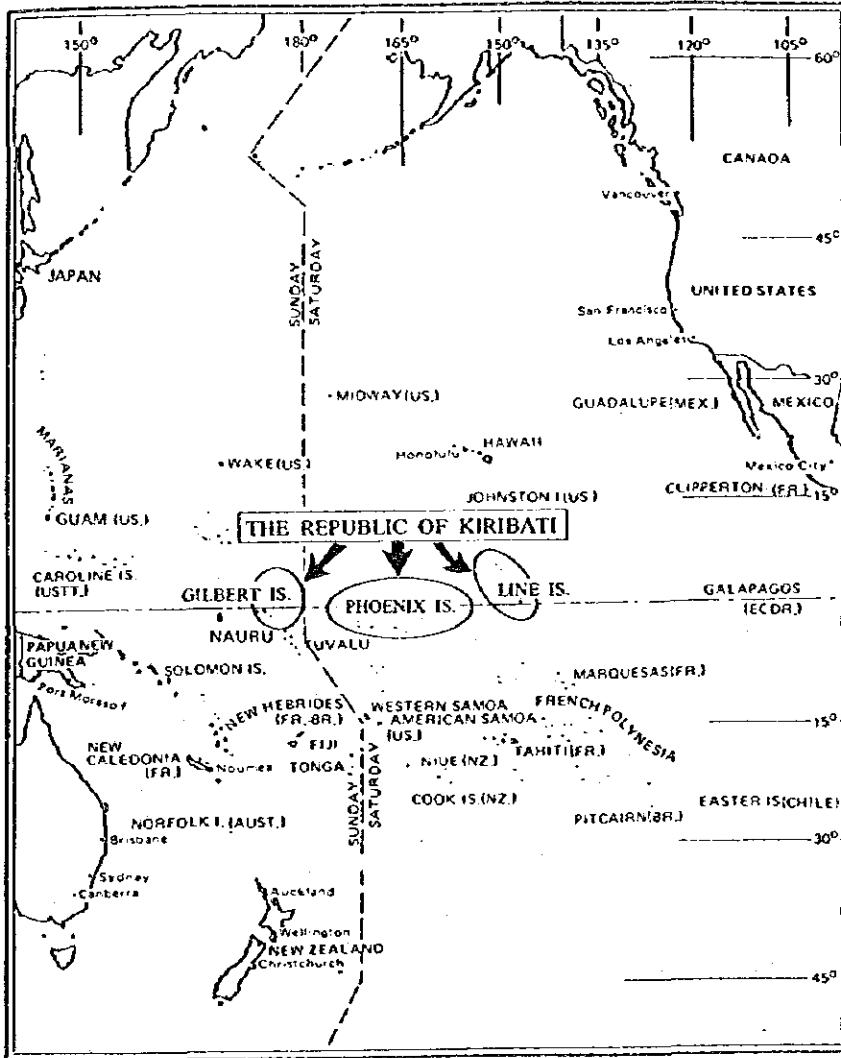 150°
180°
165°
150°
135°
120°
105°
60°
CANADA
Vancouver
45°
JAPAN
SUNDAY
SATURDAY
UNITED STATES
San Francisco
Los Angeles
30°
MIDWAY (US.)
GUADALUPE (MEX.)
MEXICO
MARIANAS
HAWAII
Honolulu
WAKE (US.)
Mexico City
CLIPPERTON (FR.)
15°
JOHNSTON I (US.)
GUAM (US.)
THE REPUBLIC OF KIRIBATI
CAROLINE IS.
(USTT.)
GILBERT IS.
PHOENIX IS.
LINE IS.
GALAPAGOS
(ECDR.)
NAURU
TUVALU
PAPUA NEW
GUINEA
SOLOMON IS.
MARQUESAS (FR.)
Port Moresby
NEW HEBRIDES
(FR.,BR.)
WESTERN SAMOA
AMERICAN SAMOA
(US.)
FRENCH POLYNESIA
15°
FIJI
NEW
CALEDONIA
(FR.)
Noumea
TONGA
NIUE (NZ.)
TAHITI (FR.)
SUNDAY
SATURDAY
COOK IS. (NZ.)
EASTER IS (CHILE)
NORFOLK I. (AUST.)
PITCAIRN (BR.)
Brisbane
30°
Sydney
Canberra
Auckland
Wellington
NEW ZEALAND
Christchurch
45°